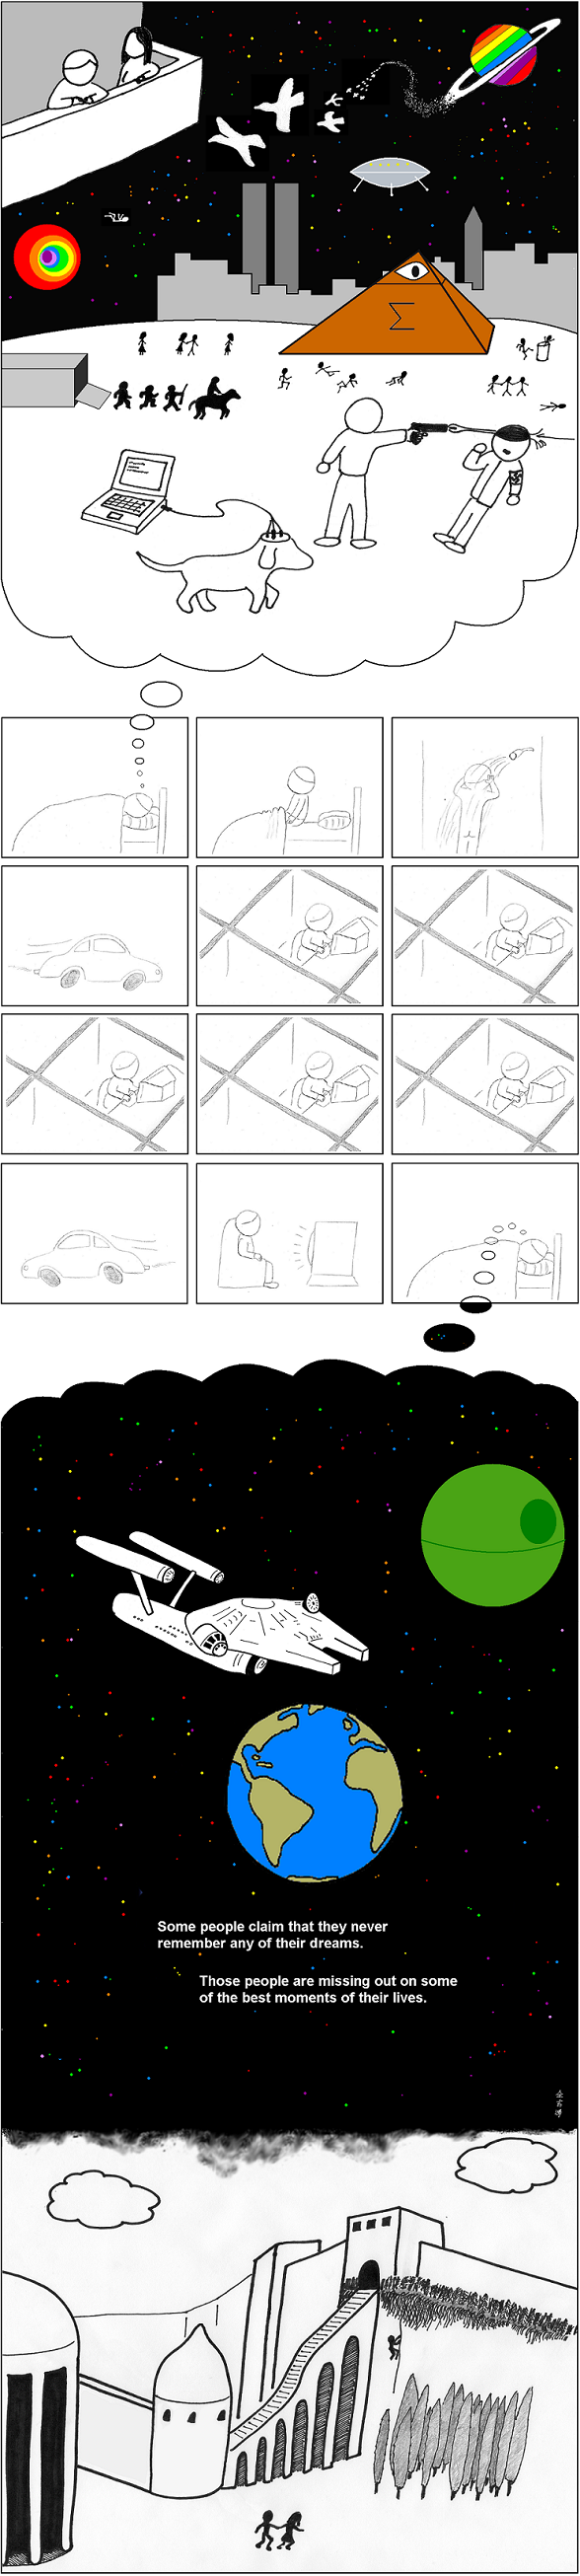 Σ
Some people claim that they never
remember any of their dreams.
Those people are missing out on some
of the best moments of their lives.